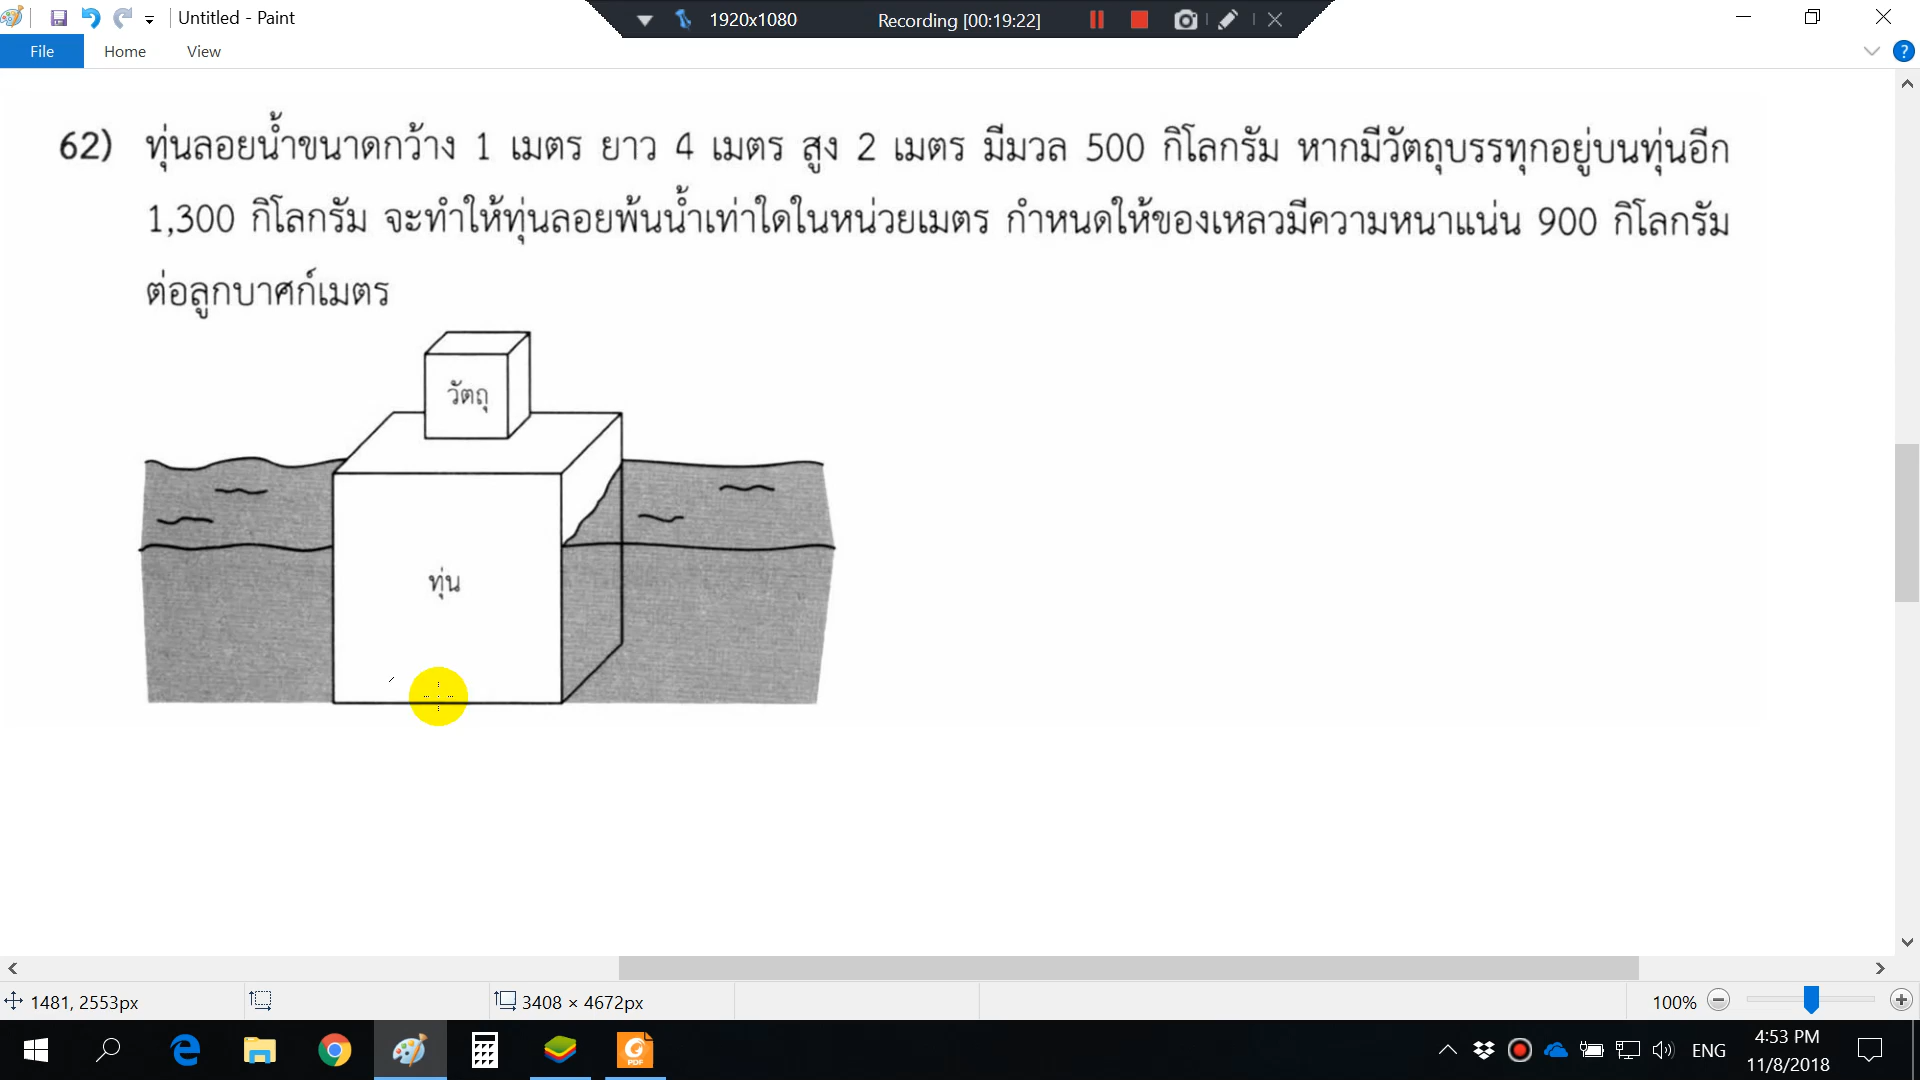 Untitled - Paint
1920x1080
Recording [00:19:22]
File Home View
62) ทุ่นลอยน้ำขนาดกว้าง 1 เมตร ยาว 4 เมตร สูง 2 เมตร มีมวล 500 กิโลกรัม หากมีวัตถุบรรทุกอยู่บนทุ่นอีก
1,300 กิโลกรัม จะทำให้ทุ่นลอยพ้นน้ำเท่าใดในหน่วยเมตร กำหนดให้ของเหลวมีความหนาแน่น 900 กิโลกรัม
ต่อลูกบาศก์เมตร
วัตถุ
ทุ่น
1481, 2553px
3408 × 4672px
100%
PDF
ENG
4:53 PM
11/8/2018